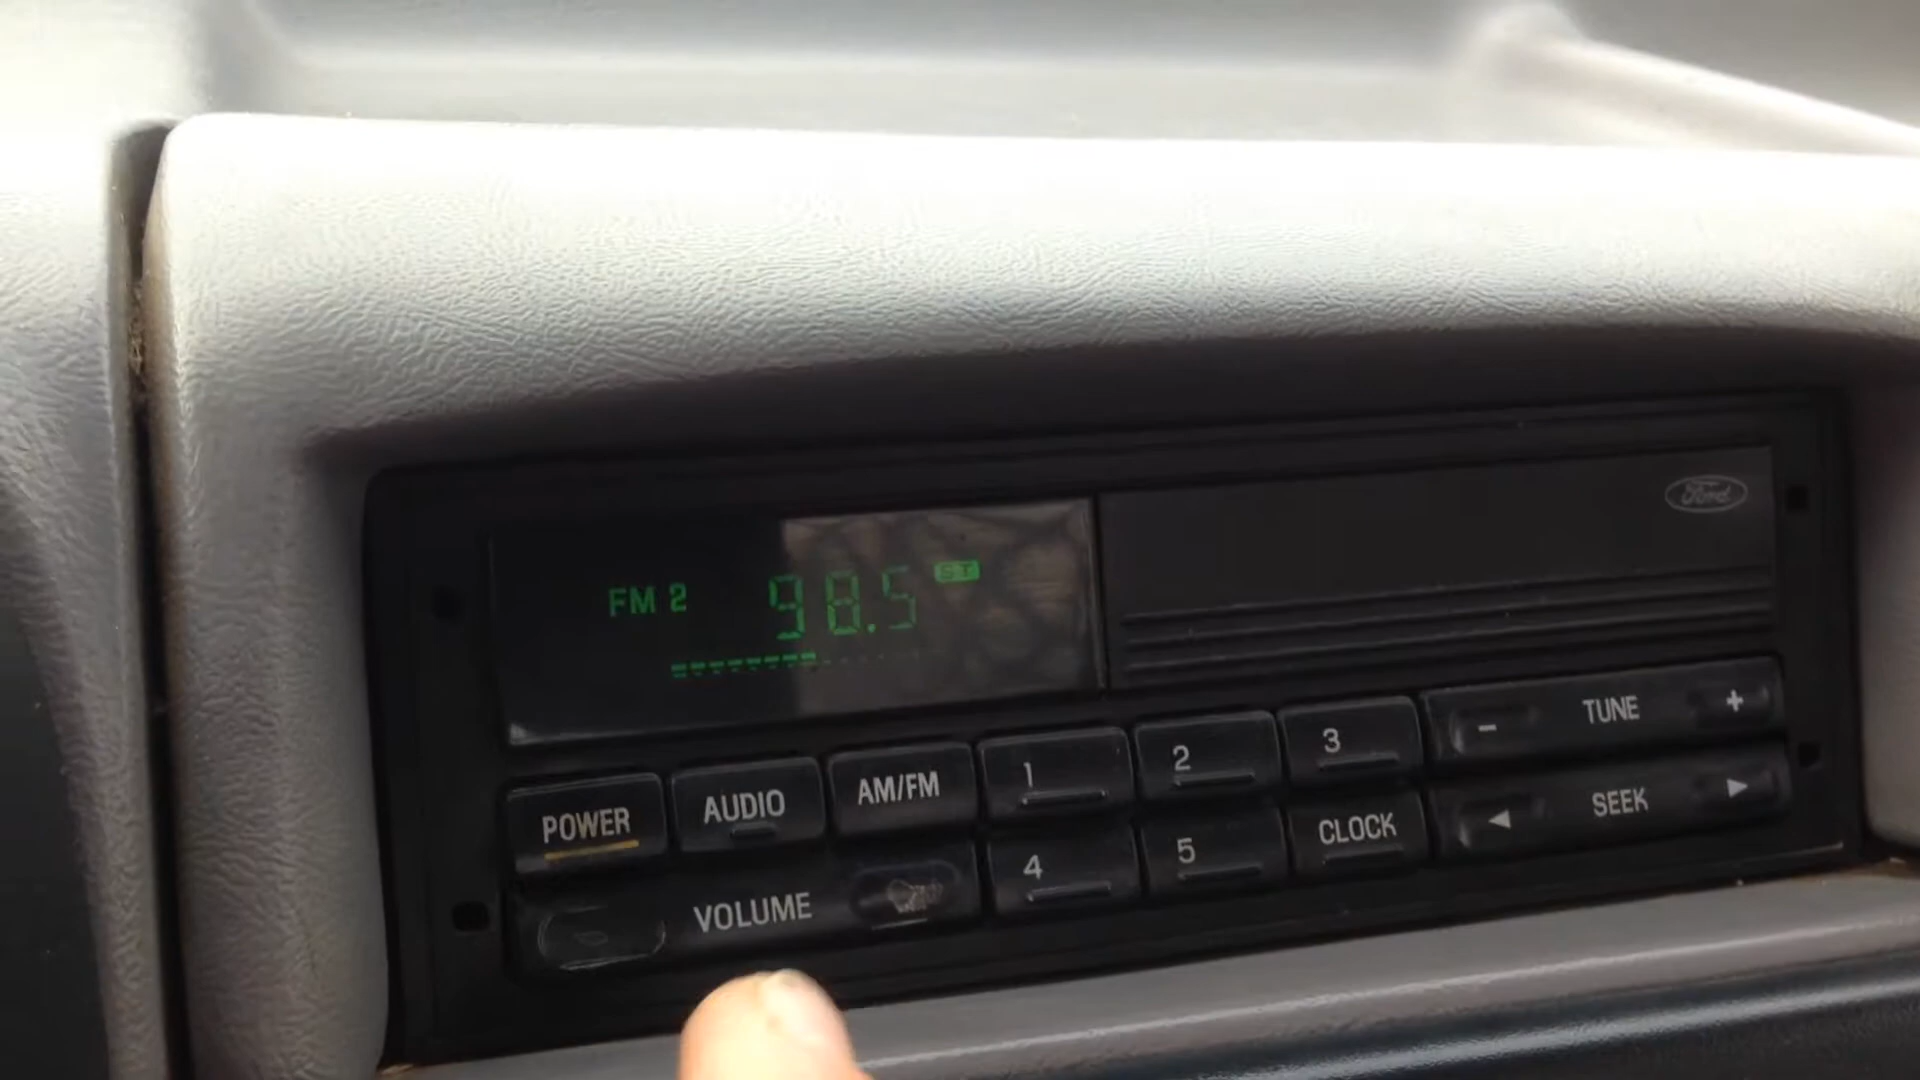 Ford
FM 2 98.5 ST
POWER AUDIO AM/FM 1 2 3 - TUNE +
VOLUME 4 5 CLOCK SEEK